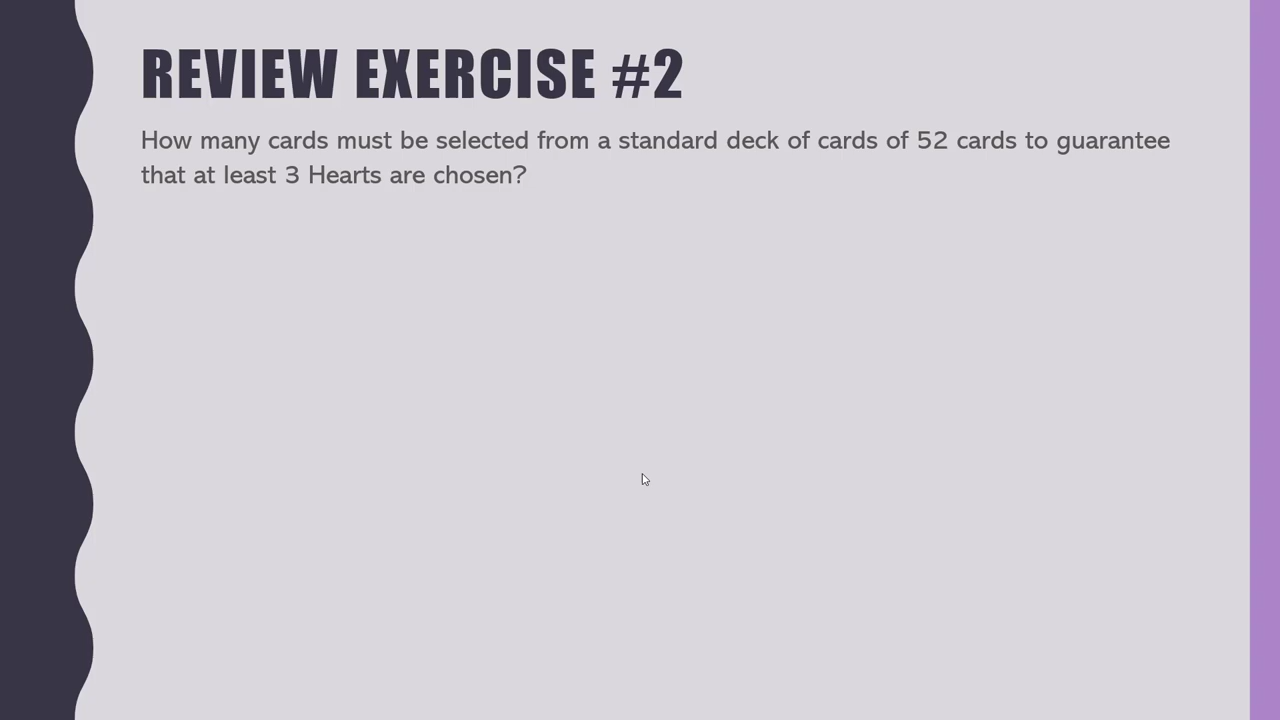 REVIEW EXERCISE #2
How many cards must be selected from a standard deck of cards of 52 cards to guarantee
that at least 3 Hearts are chosen?